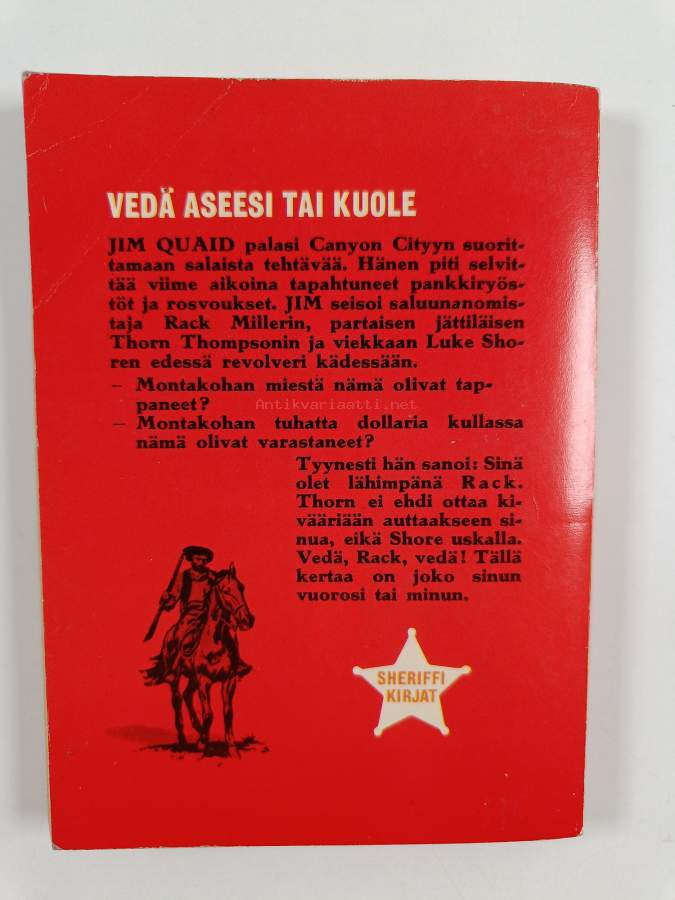 VEDÄ ASEESI TAI KUOLE
JIM QUAID palasi Canyon Cityyn suorit-
tamaan salaista tehtävää. Hänen piti selvit-
tää viime aikoina tapahtuneet pankkiryös-
töt ja rosvoukset. JIM seisoi saluunanomis-
taja Rack Millerin, partaisen jättiläisen
Thorn Thompsonin ja viekkaan Luke Sho-
ren edessä revolveri kädessään.
– Montakohan miestä nämä olivat tap-
paneet?
Antikvariaatti.net
– Montakohan tuhatta dollaria kullassa
nämä olivat varastaneet?
Tyynesti hän sanoi: Sinä
olet lähimpänä Rack.
Thorn ei ehdi ottaa ki-
vääriään auttaakseen si-
nua, eikä Shore uskalla.
Vedä, Rack, vedä! Tällä
kertaa on joko sinun
vuorosi tai minun.
SHERIFFI
KIRJAT